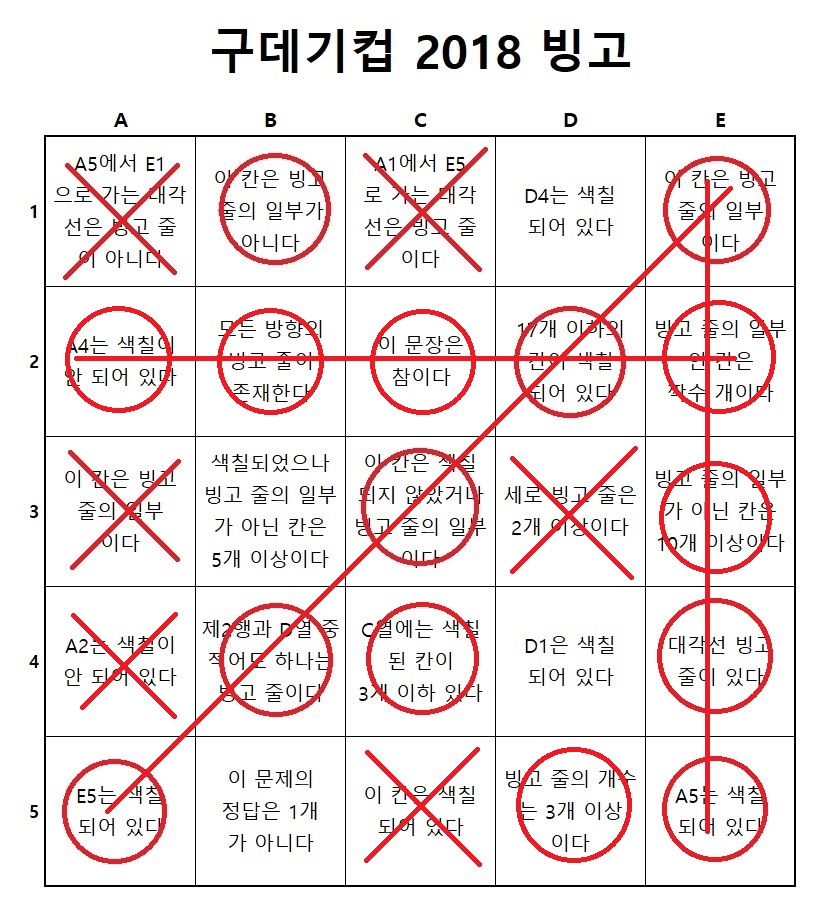 구데기컵 2018 빙고
A B C D E
1
A5에서 E1
으로 가는 대각
선은 빙고 줄
이 아니다
이 칸은 빙고
줄의 일부가
아니다
A1에서 E5
로 가는 대각
선은 빙고 줄
이다
D4는 색칠
되어 있다
이 칸은 빙고
줄의 일부
이다
2
A4는 색칠이
안 되어 있다
모든 방향의
빙고 줄이
존재한다
이 문장은
참이다
17개 이하의
칸이 색칠
되어 있다
빙고 줄의 일부
인 칸은
짝수 개이다
3
이 칸은 빙고
줄의 일부
이다
색칠되었으나
빙고 줄의 일부
가 아닌 칸은
5개 이상이다
이 칸은 색칠
되지 않았거나
빙고 줄의 일부
이다
세로 빙고 줄은
2개 이상이다
빙고 줄의 일부
가 아닌 칸은
10개 이상이다
4
A2는 색칠이
안 되어 있다
제2행과 D열 중
적어도 하나는
빙고 줄이다
C열에는 색칠
된 칸이
3개 이하 있다
D1은 색칠
되어 있다
대각선 빙고
줄이 있다
5
E5는 색칠
되어 있다
이 문제의
정답은 1개
가 아니다
이 칸은 색칠
되어 있다
빙고 줄의 개수
는 3개 이상
이다
A5는 색칠
되어 있다